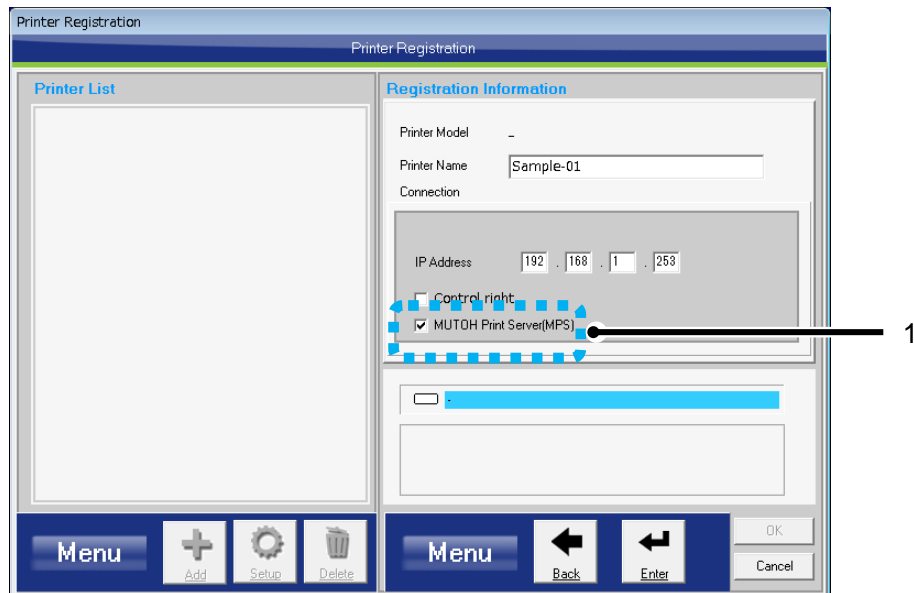 Printer Registration
Printer Registration
Printer List
Registration Information
Printer Model -
Printer Name Sample-01
Connection
IP Address 192 . 168 . 1 . 253
Control right
MUTOH Print Server(MPS)
1
-
Menu
Add
Setup
Delete
Menu
Back
Enter
OK
Cancel